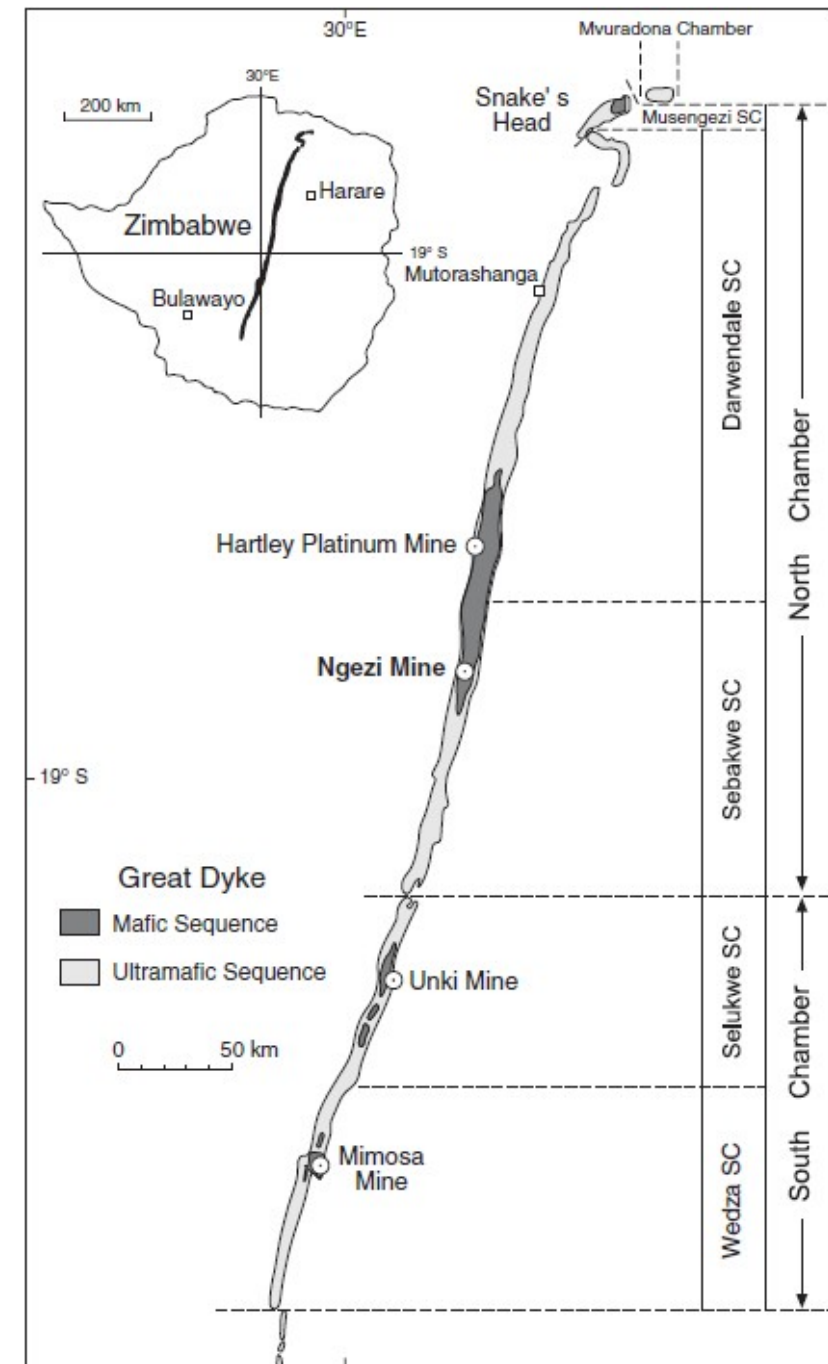 30°E
Mvuradona Chamber
30°E
200 km
Snake' s
Head
Musengezi SC
Harare
Zimbabwe
19° S
Mutorashanga
Bulawayo
Darwendale SC
North Chamber
Hartley Platinum Mine
Ngezi Mine
Sebakwe SC
19° S
Great Dyke
Mafic Sequence
Ultramafic Sequence
Unki Mine
Selukwe SC
0 50 km
South Chamber
Mimosa
Mine
Wedza SC